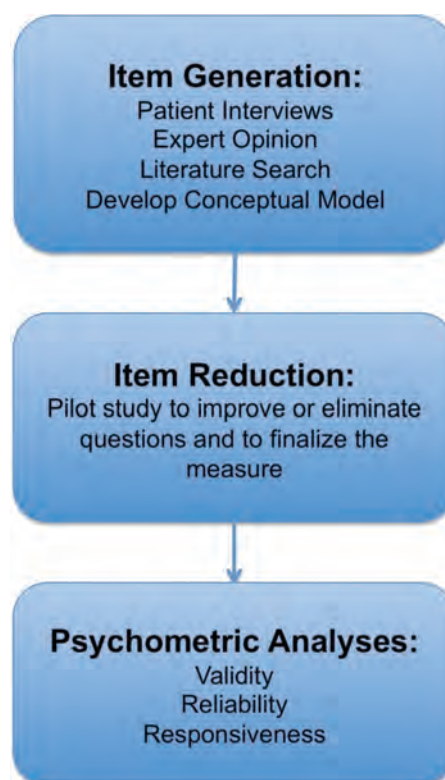 Item Generation:
Patient Interviews
Expert Opinion
Literature Search
Develop Conceptual Model
Item Reduction:
Pilot study to improve or eliminate
questions and to finalize the
measure
Psychometric Analyses:
Validity
Reliability
Responsiveness